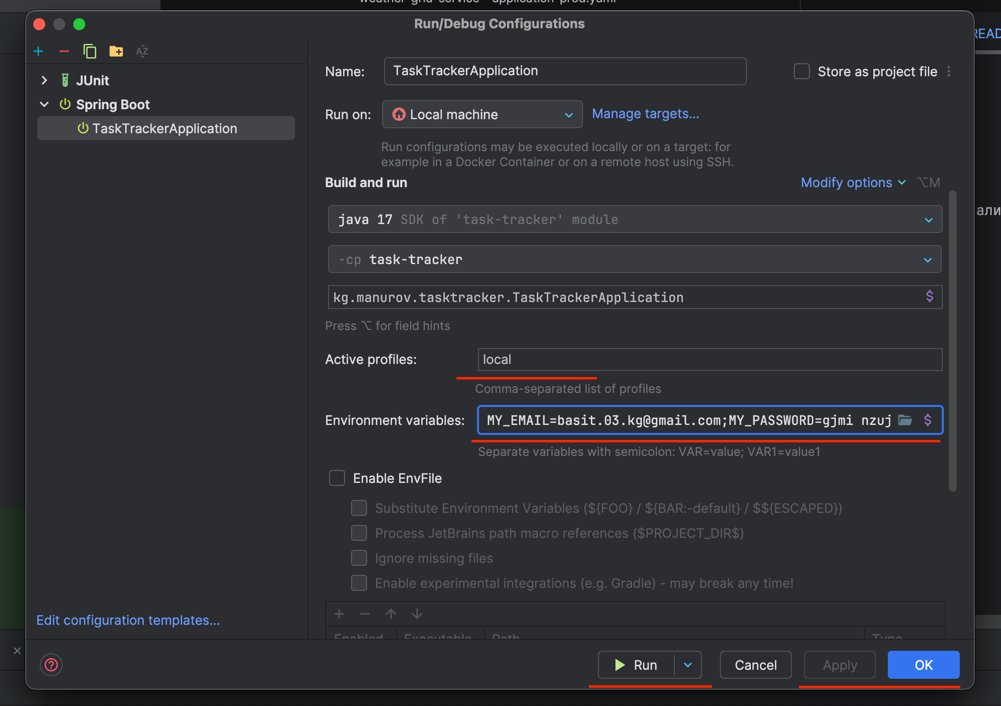 weather-grid-service – application-prod.yaml
Run/Debug Configurations
READ
Name: TaskTrackerApplication Store as project file
JUnit
Spring Boot
TaskTrackerApplication
Run on: Local machine Manage targets...
Run configurations may be executed locally or on a target: for
example in a Docker Container or on a remote host using SSH.
Build and run Modify options ⌥M
java 17 SDK of 'task-tracker' module
али
-cp task-tracker
kg.manurov.tasktracker.TaskTrackerApplication $
Press ⌥ for field hints
Active profiles: local
Comma-separated list of profiles
Environment variables: MY_EMAIL=basit.03.kg@gmail.com;MY_PASSWORD=gjmi nzuj $
Separate variables with semicolon: VAR=value; VAR1=value1
Enable EnvFile
Substitute Environment Variables (${FOO} / ${BAR:-default} / $${ESCAPED})
Process JetBrains path macro references ($PROJECT_DIR$)
Ignore missing files
Enable experimental integrations (e.g. Gradle) - may break any time!
Edit configuration templates...
Enabled Executable Path Type
? Run Cancel Apply OK